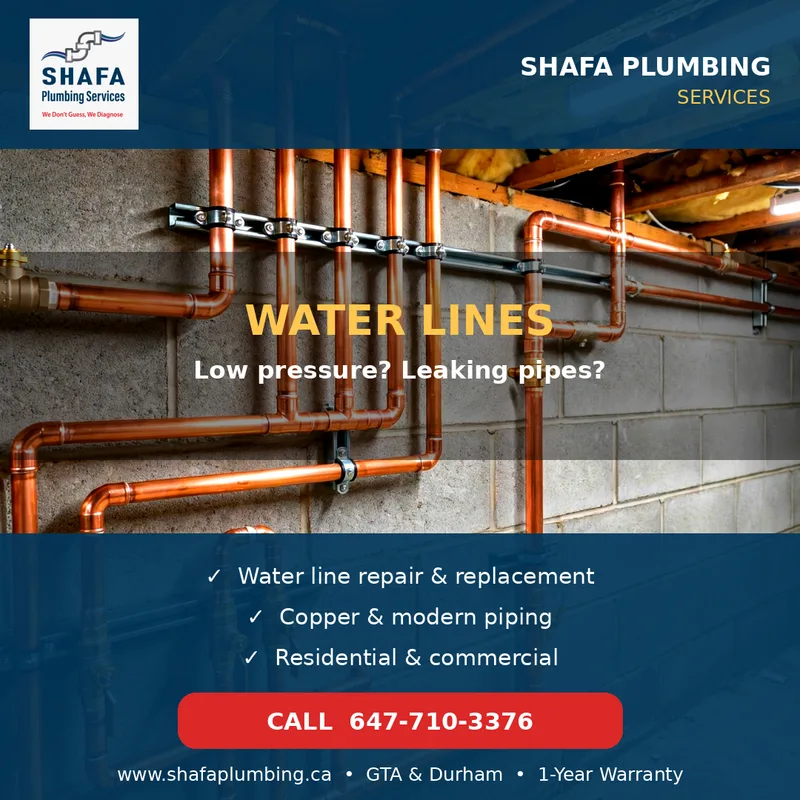 SHAFA
Plumbing Services
We Don't Guess, We Diagnose
SHAFA PLUMBING
SERVICES
WATER LINES
Low pressure? Leaking pipes?
✓ Water line repair & replacement
✓ Copper & modern piping
✓ Residential & commercial
CALL 647-710-3376
www.shafaplumbing.ca • GTA & Durham • 1-Year Warranty